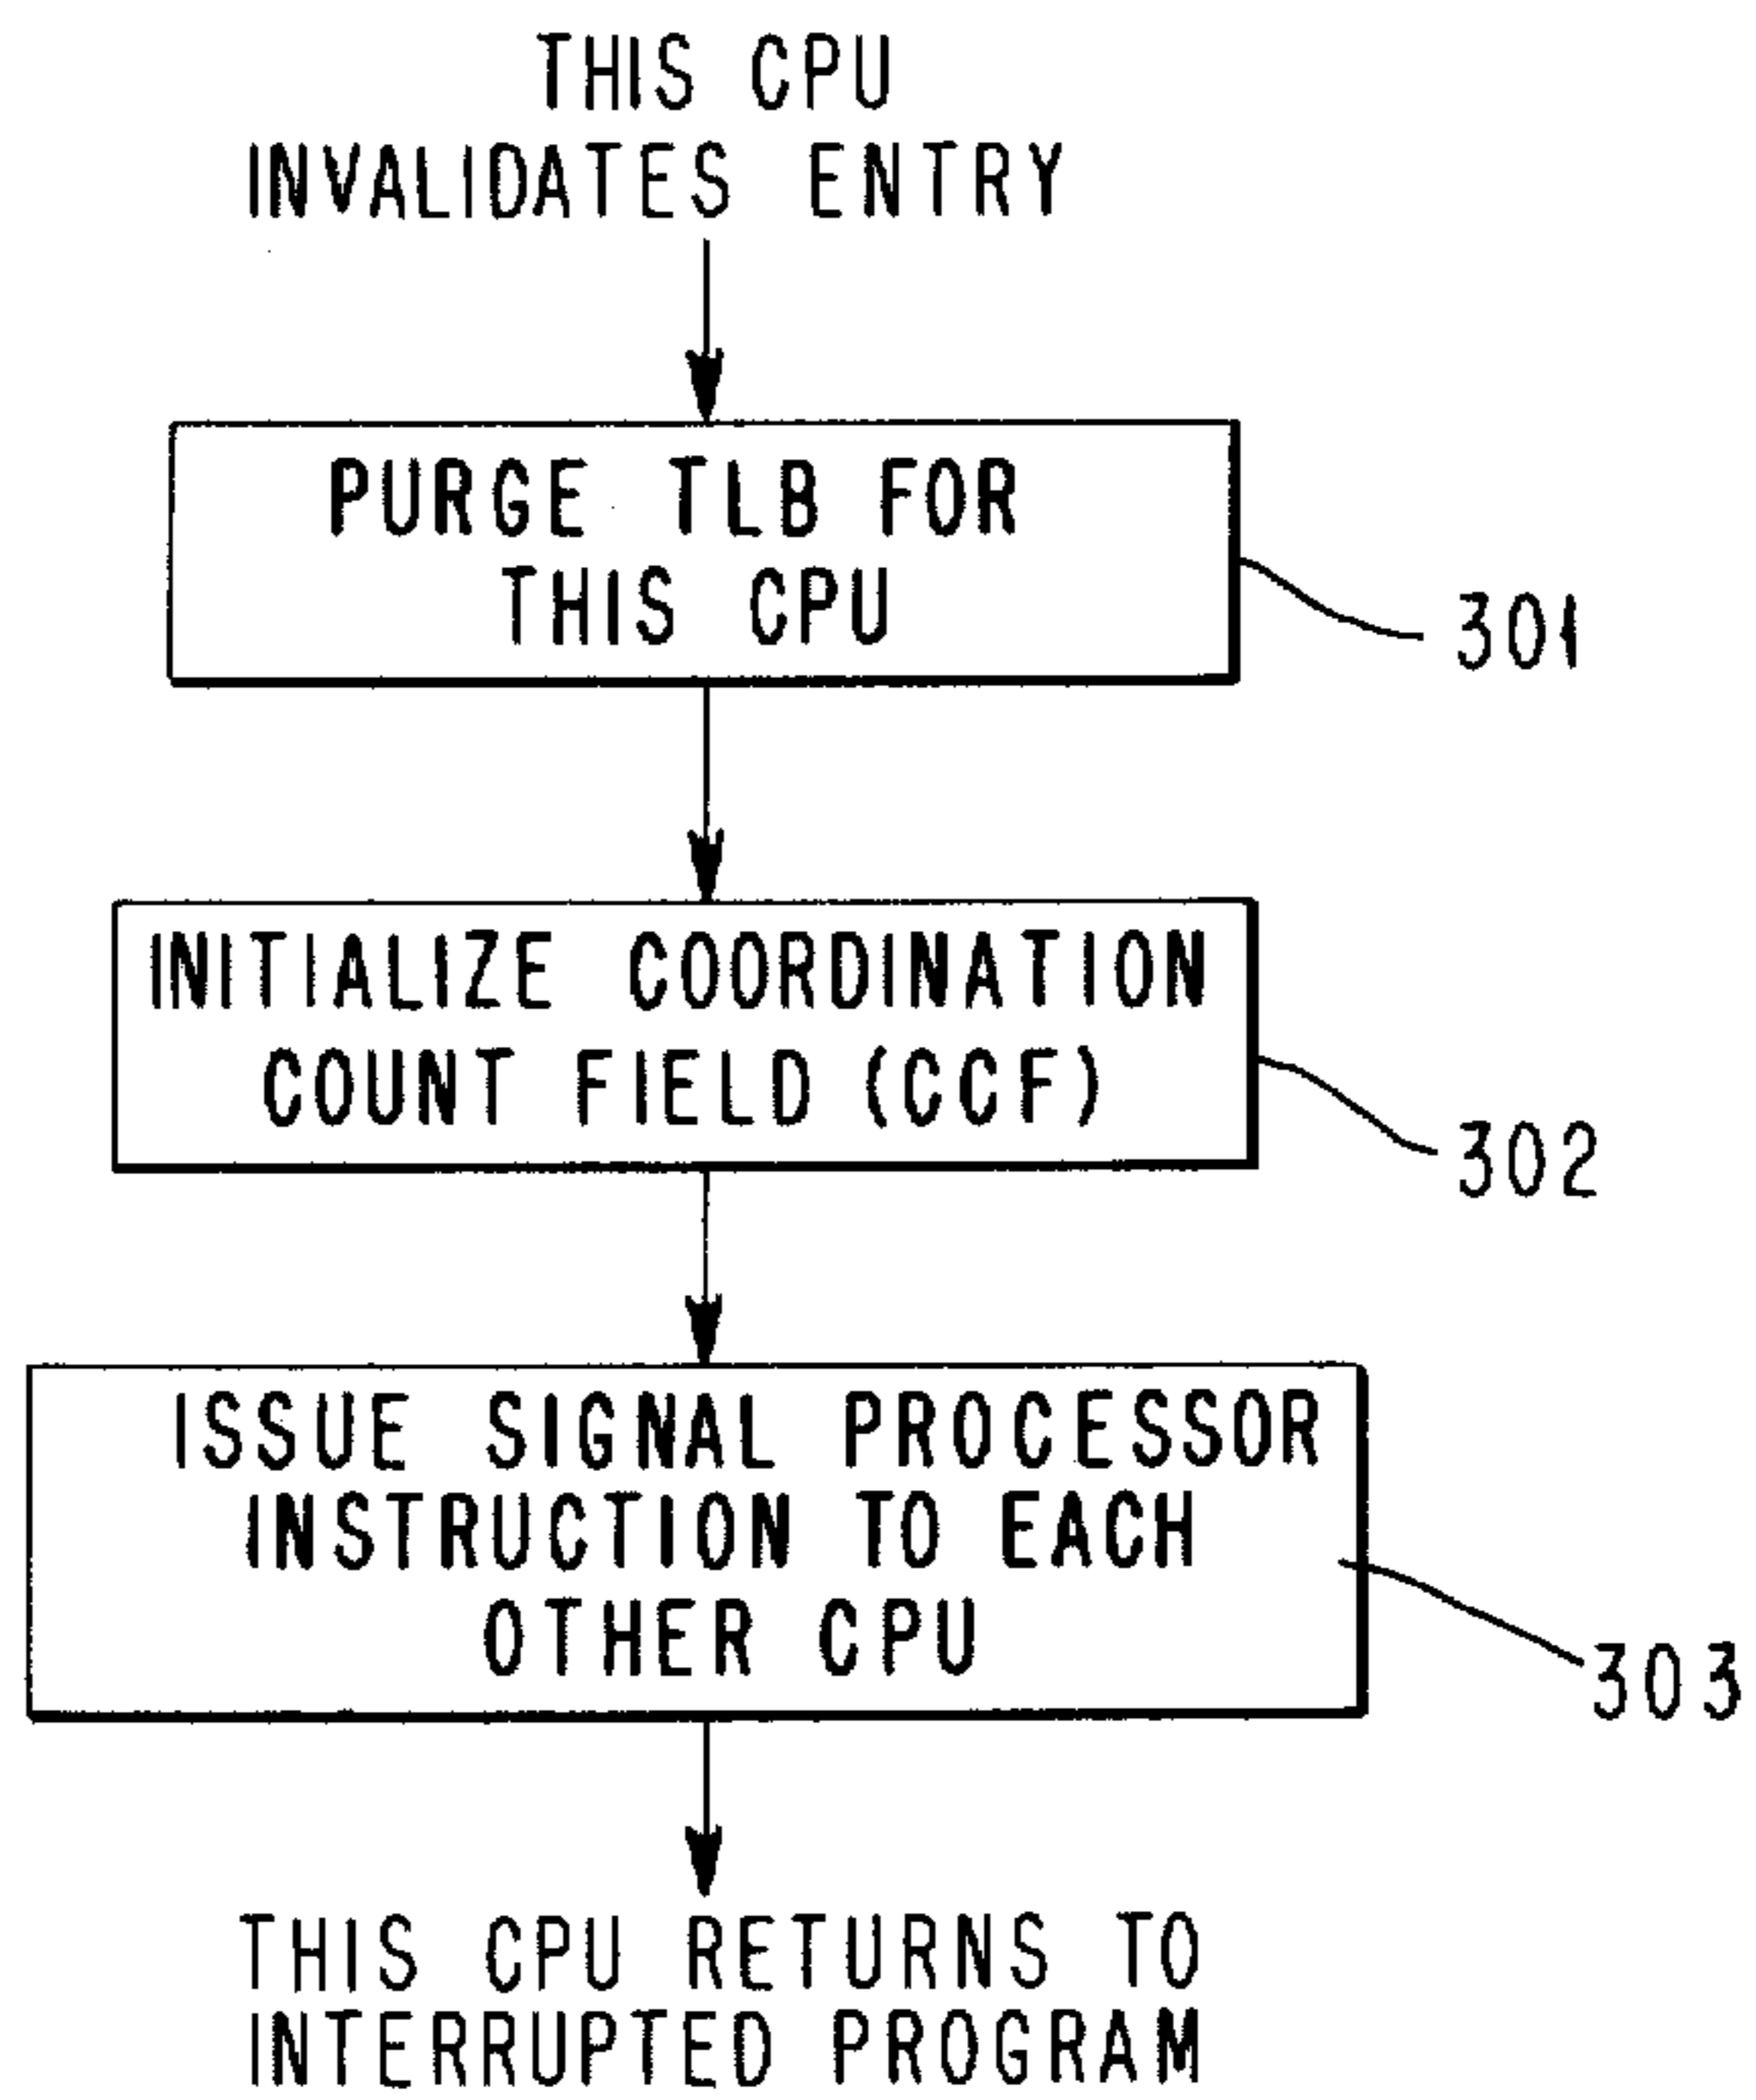 THIS CPU
INVALIDATES ENTRY
PURGE TLB FOR
THIS CPU
301
INITIALIZE COORDINATION
COUNT FIELD (CCF)
302
ISSUE SIGNAL PROCESSOR
INSTRUCTION TO EACH
OTHER CPU
303
THIS CPU RETURNS TO
INTERRUPTED PROGRAM